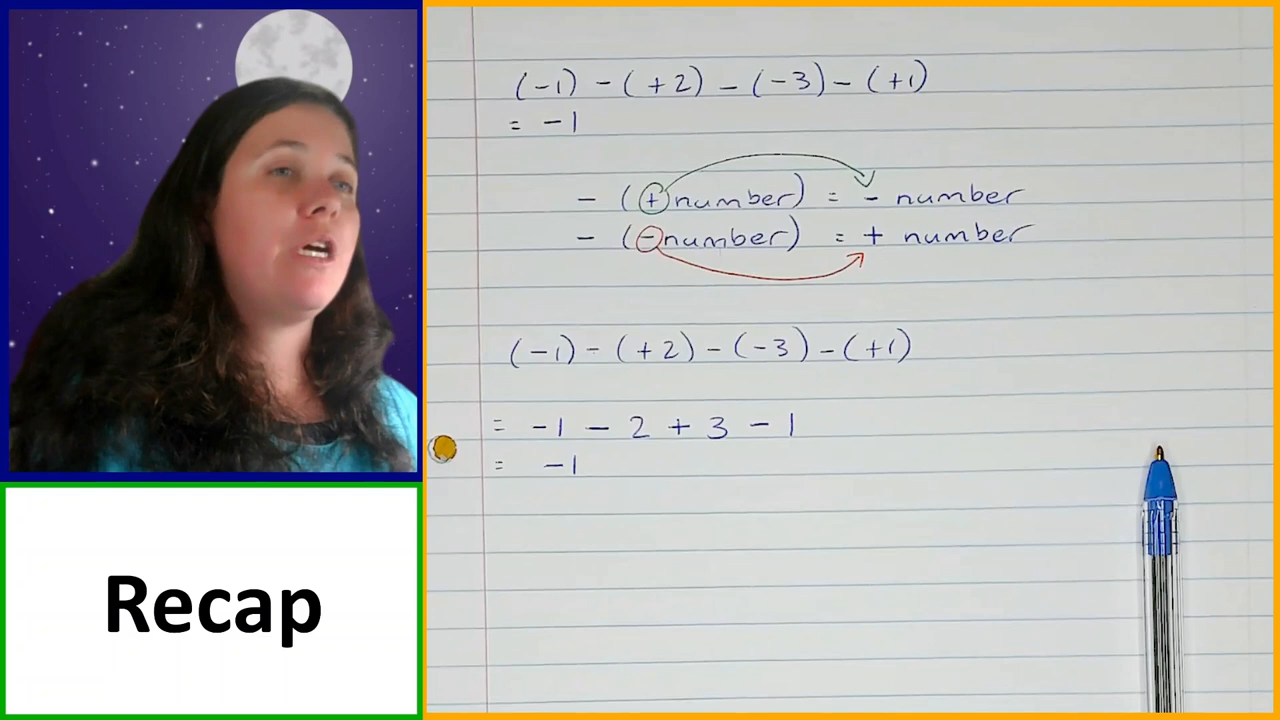 (-1) - (+2) - (-3) - (+1)
= -1
- (+number) = - number
- (-number) = + number
(-1) - (+2) - (-3) - (+1)
= -1 - 2 + 3 - 1
= -1
Recap